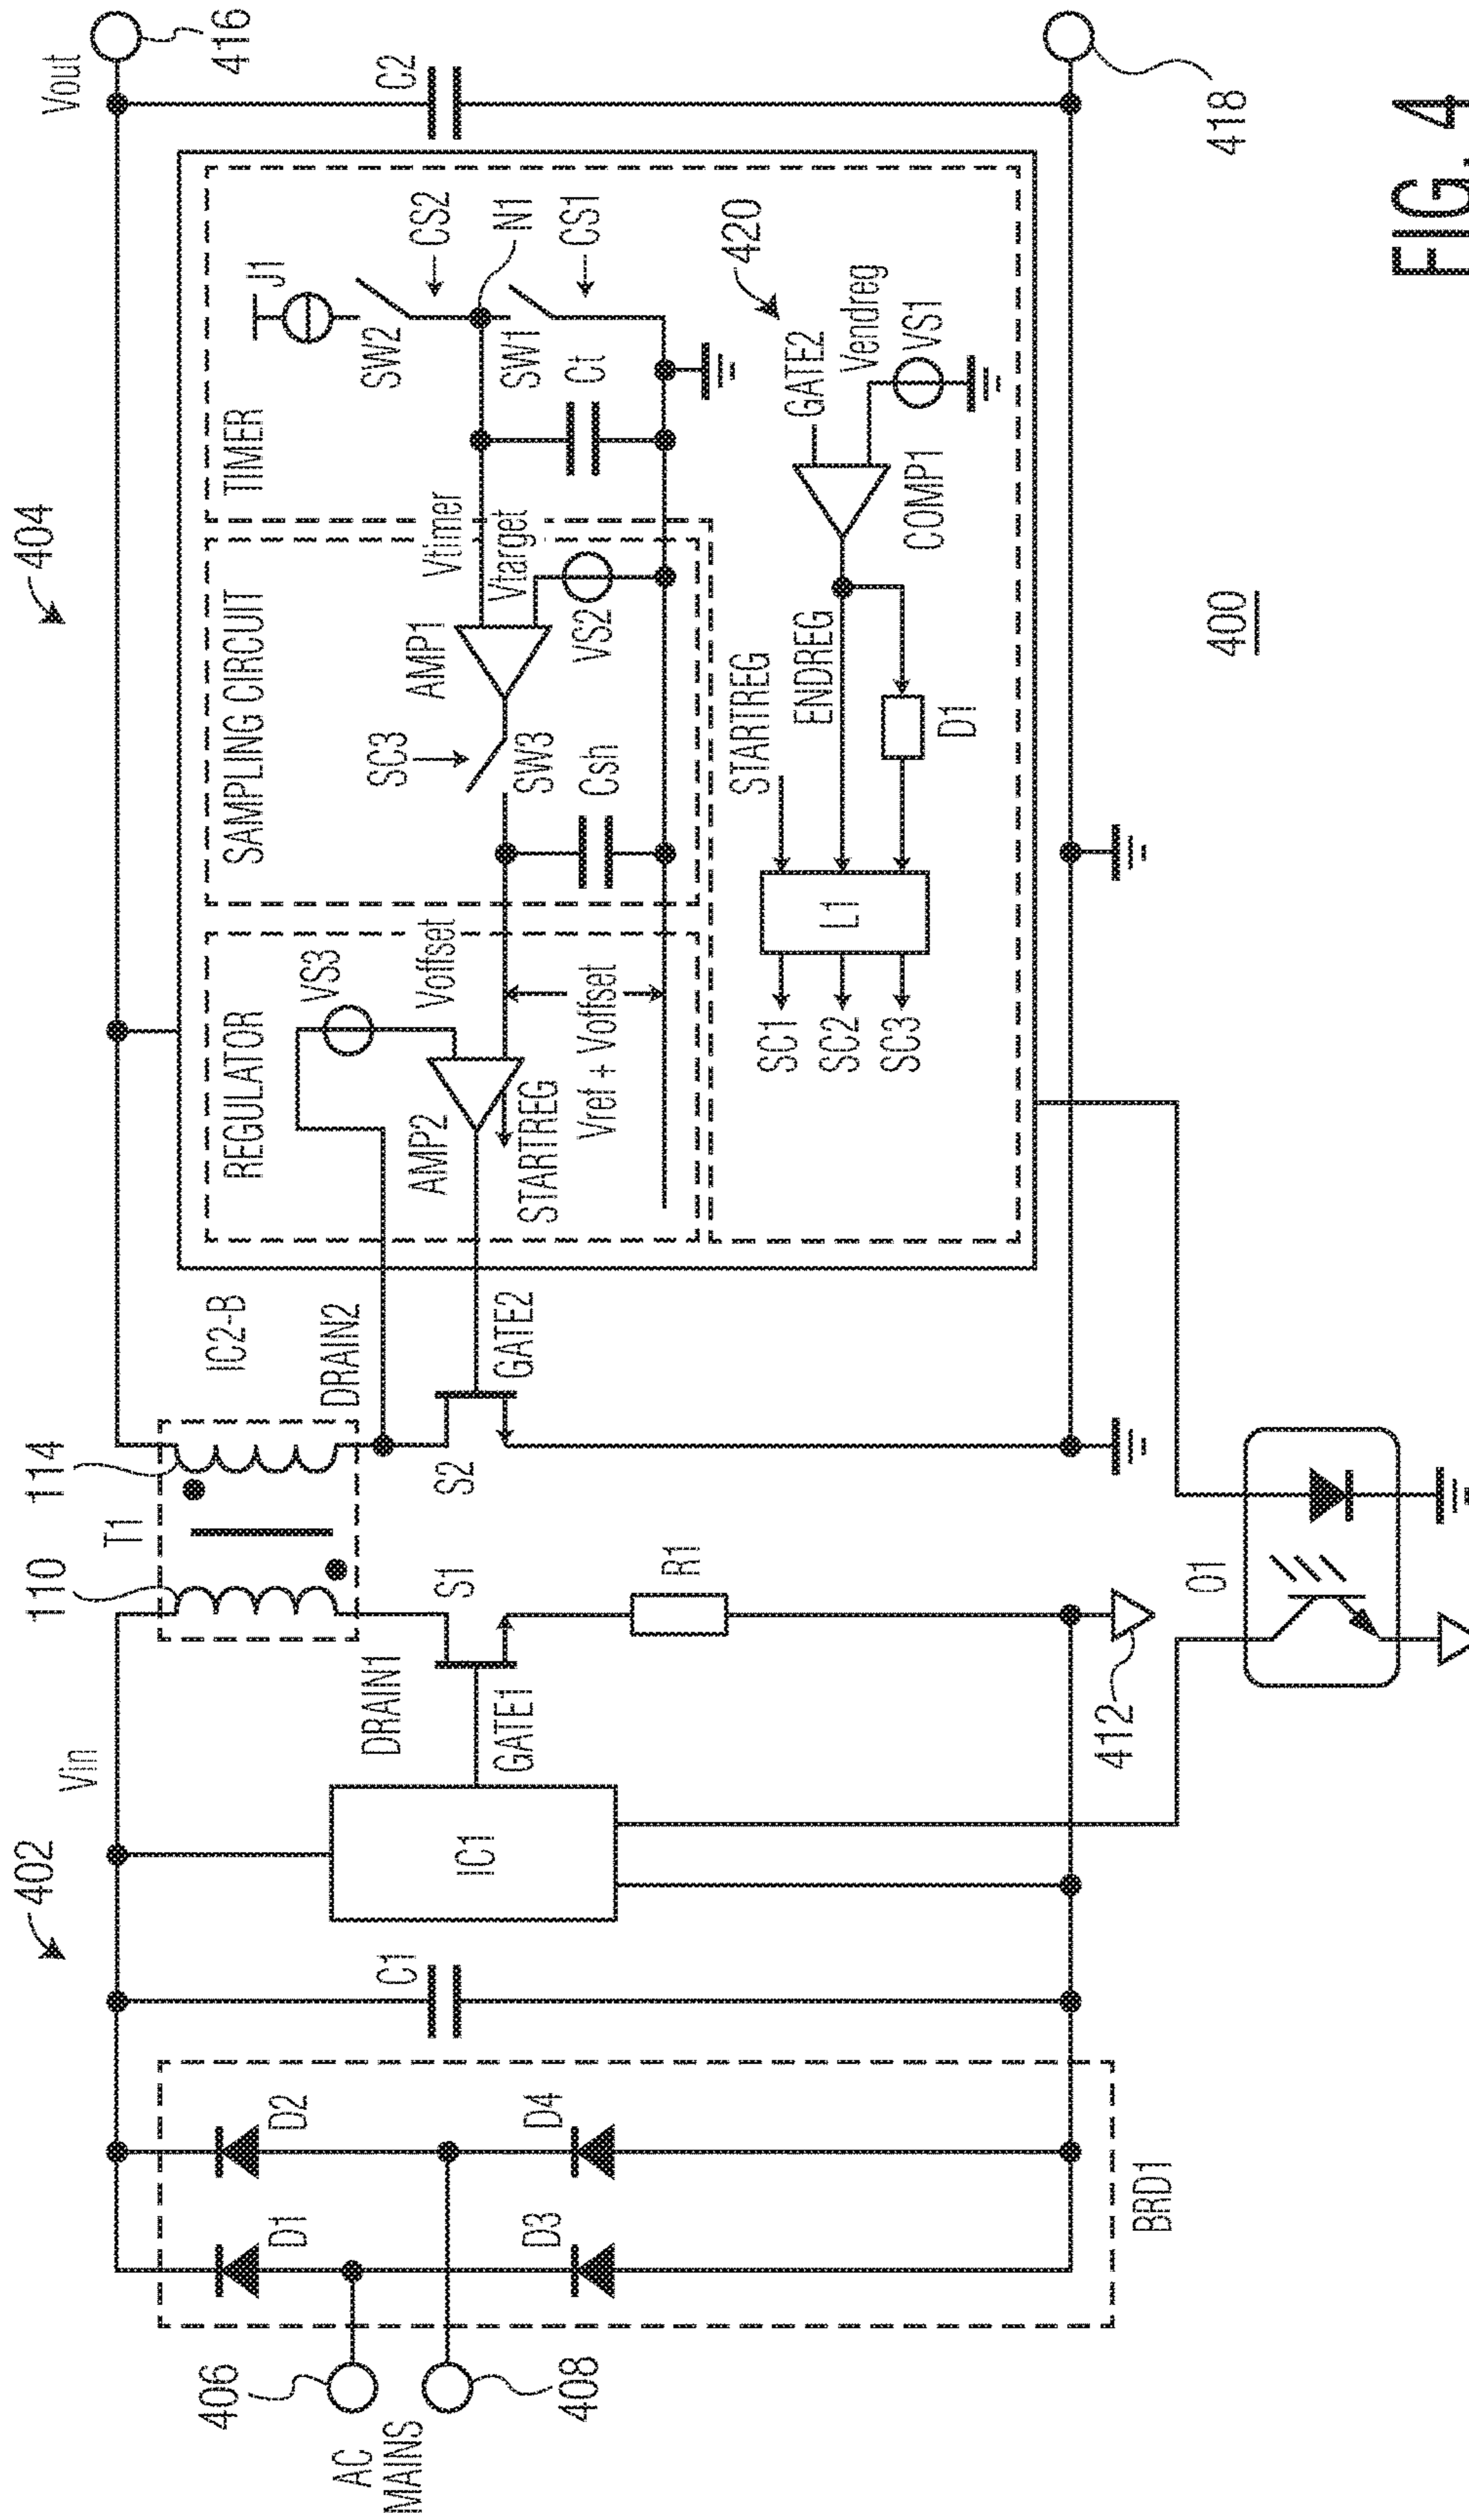 402
404
Vin
110
T1
114
Vout
416
406
AC
MAINS
408
D1
D2
D3
D4
BRD1
C1
IC1
DRAIN1
GATE1
S1
R1
412
O1
IC2-B
DRAIN2
S2
GATE2
REGULATOR
VS3
Voffset
AMP2
STARTREG
Vref + Voffset
SAMPLING CIRCUIT
SC3
AMP1
SW3
Csh
Vtimer
Vtarget
VS2
TIMER
J1
SW2
CS2
N1
SW1
CS1
Ct
420
SC1
SC2
SC3
L1
STARTREG
ENDREG
D1
COMP1
GATE2
Vendreg
VS1
C2
418
400
FIG. 4